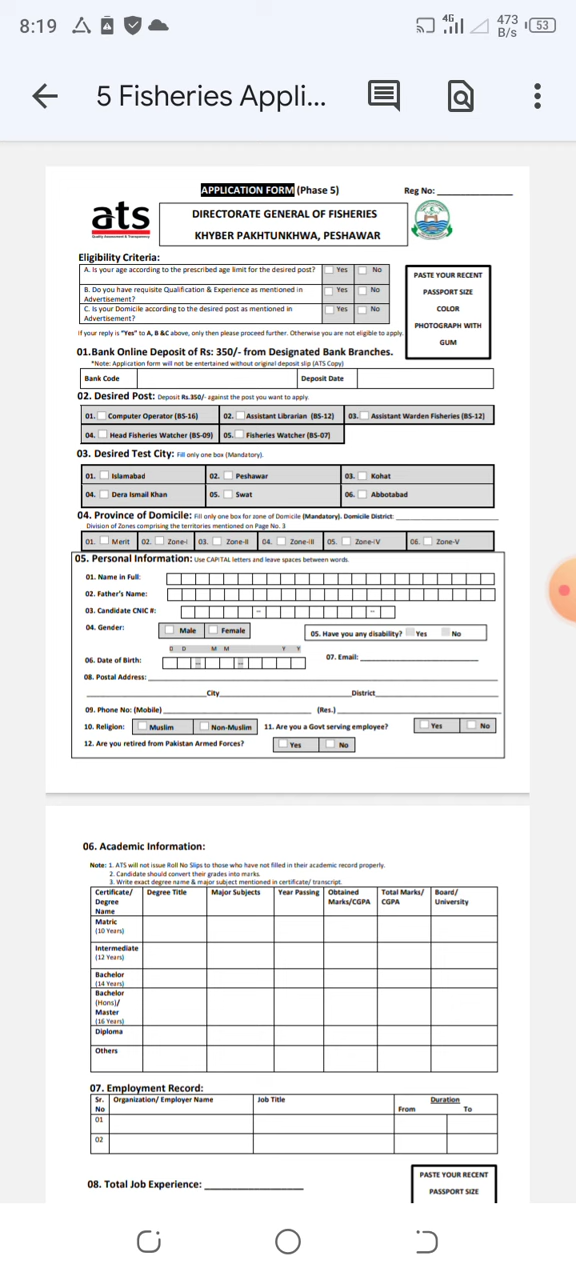 8:19
4G
473 B/s
53
5 Fisheries Appli...
APPLICATION FORM (Phase 5)
Reg No:
ats
Quality Assessment & Transparency
DIRECTORATE GENERAL OF FISHERIES
KHYBER PAKHTUNKHWA, PESHAWAR
Eligibility Criteria:
A. Is your age according to the prescribed age limit for the desired post? Yes No
B. Do you have requisite Qualification & Experience as mentioned in Advertisement? Yes No
C. Is your Domicile according to the desired post as mentioned in Advertisement? Yes No
If your reply is "Yes" to A, B &C above, only then please proceed further. Otherwise you are not eligible to apply.
PASTE YOUR RECENT
PASSPORT SIZE
COLOR
PHOTOGRAPH WITH
GUM
01.Bank Online Deposit of Rs: 350/- from Designated Bank Branches.
*Note: Application form will not be entertained without original deposit slip (ATS Copy)
Bank Code Deposit Date
02. Desired Post: Deposit Rs.350/- against the post you want to apply.
01. Computer Operator (BS-16) 02. Assistant Librarian (BS-12) 03. Assistant Warden Fisheries (BS-12)
04. Head Fisheries Watcher (BS-09) 05. Fisheries Watcher (BS-07)
03. Desired Test City: Fill only one box (Mandatory).
01. Islamabad 02. Peshawar 03. Kohat
04. Dera Ismail Khan 05. Swat 06. Abbotabad
04. Province of Domicile: Fill only one box for zone of Domicile (Mandatory). Domicile District:
Division of Zones comprising the territories mentioned on Page No. 3
01. Merit 02. Zone-I 03. Zone-II 04. Zone-III 05. Zone-IV 06. Zone-V
05. Personal Information: Use CAPITAL letters and leave spaces between words.
01. Name in Full:
02. Father's Name:
03. Candidate CNIC #:
04. Gender: Male Female 05. Have you any disability? Yes No
D D M M Y Y
06. Date of Birth: 07. Email:
08. Postal Address:
City District
09. Phone No: (Mobile) (Res.)
10. Religion: Muslim Non-Muslim 11. Are you a Govt serving employee? Yes No
12. Are you retired from Pakistan Armed Forces? Yes No
06. Academic Information:
Note: 1. ATS will not issue Roll No Slips to those who have not filled in their academic record properly.
2. Candidate should convert their grades into marks.
3. Write exact degree name & major subject mentioned in certificate/ transcript.
Certificate/ Degree Name Degree Title Major Subjects Year Passing Obtained Marks/CGPA Total Marks/ CGPA Board/ University
Matric
(10 Years)
Intermediate
(12 Years)
Bachelor
(14 Years)
Bachelor
(Hons)/
Master
(16 Years)
Diploma
Others
07. Employment Record:
Sr. No Organization/ Employer Name Job Title Duration
From To
01
02
08. Total Job Experience:
PASTE YOUR RECENT
PASSPORT SIZE